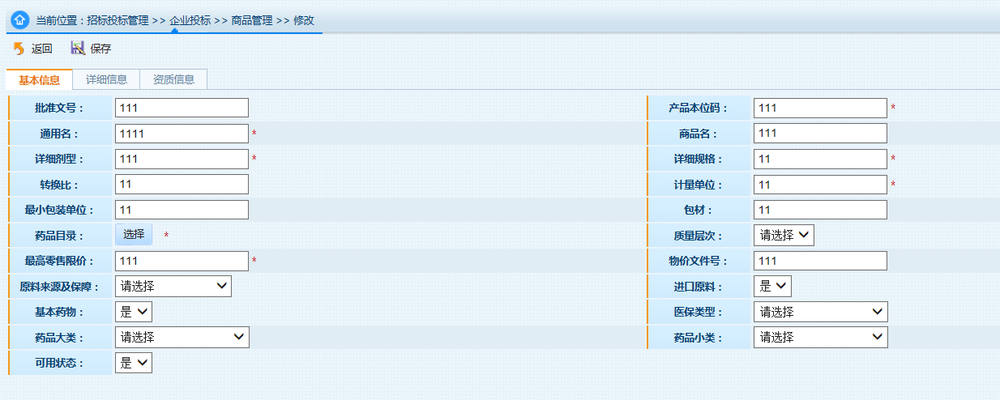 当前位置：招标投标管理 >> 企业投标 >> 商品管理 >> 修改
返回 保存
基本信息 详细信息 资质信息
批准文号： 111 产品本位码： 111 *
通用名： 1111 * 商品名： 111
详细剂型： 111 * 详细规格： 11 *
转换比： 11 计量单位： 11 *
最小包装单位： 11 包材： 11
药品目录： 选择 * 质量层次： 请选择
最高零售限价： 111 * 物价文件号： 111
原料来源及保障： 请选择 进口原料： 是
基本药物： 是 医保类型： 请选择
药品大类： 请选择 药品小类： 请选择
可用状态： 是